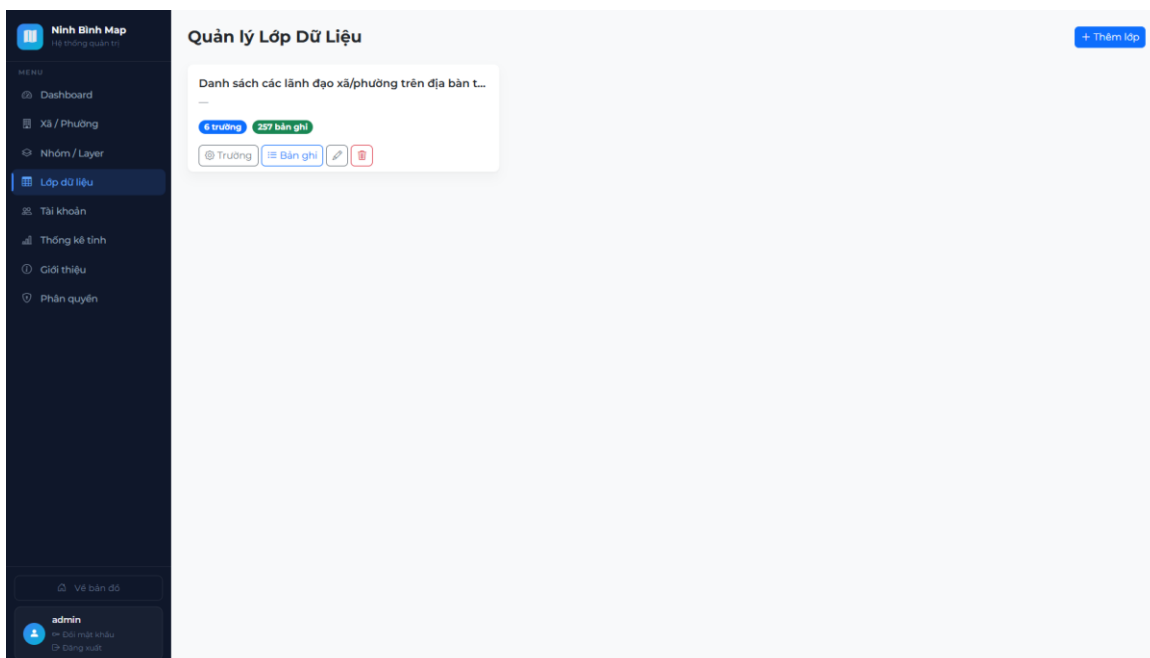 Ninh Bình Map
Hệ thống quản trị
MENU
Dashboard
Xã / Phường
Nhóm / Layer
Lớp dữ liệu
Tài khoản
Thống kê tỉnh
Giới thiệu
Phân quyền
Về bản đồ
admin
Đổi mật khẩu
Đăng xuất
Quản lý Lớp Dữ Liệu
+ Thêm lớp
Danh sách các lãnh đạo xã/phường trên địa bàn t...
—
6 trường 257 bản ghi
Trường Bản ghi